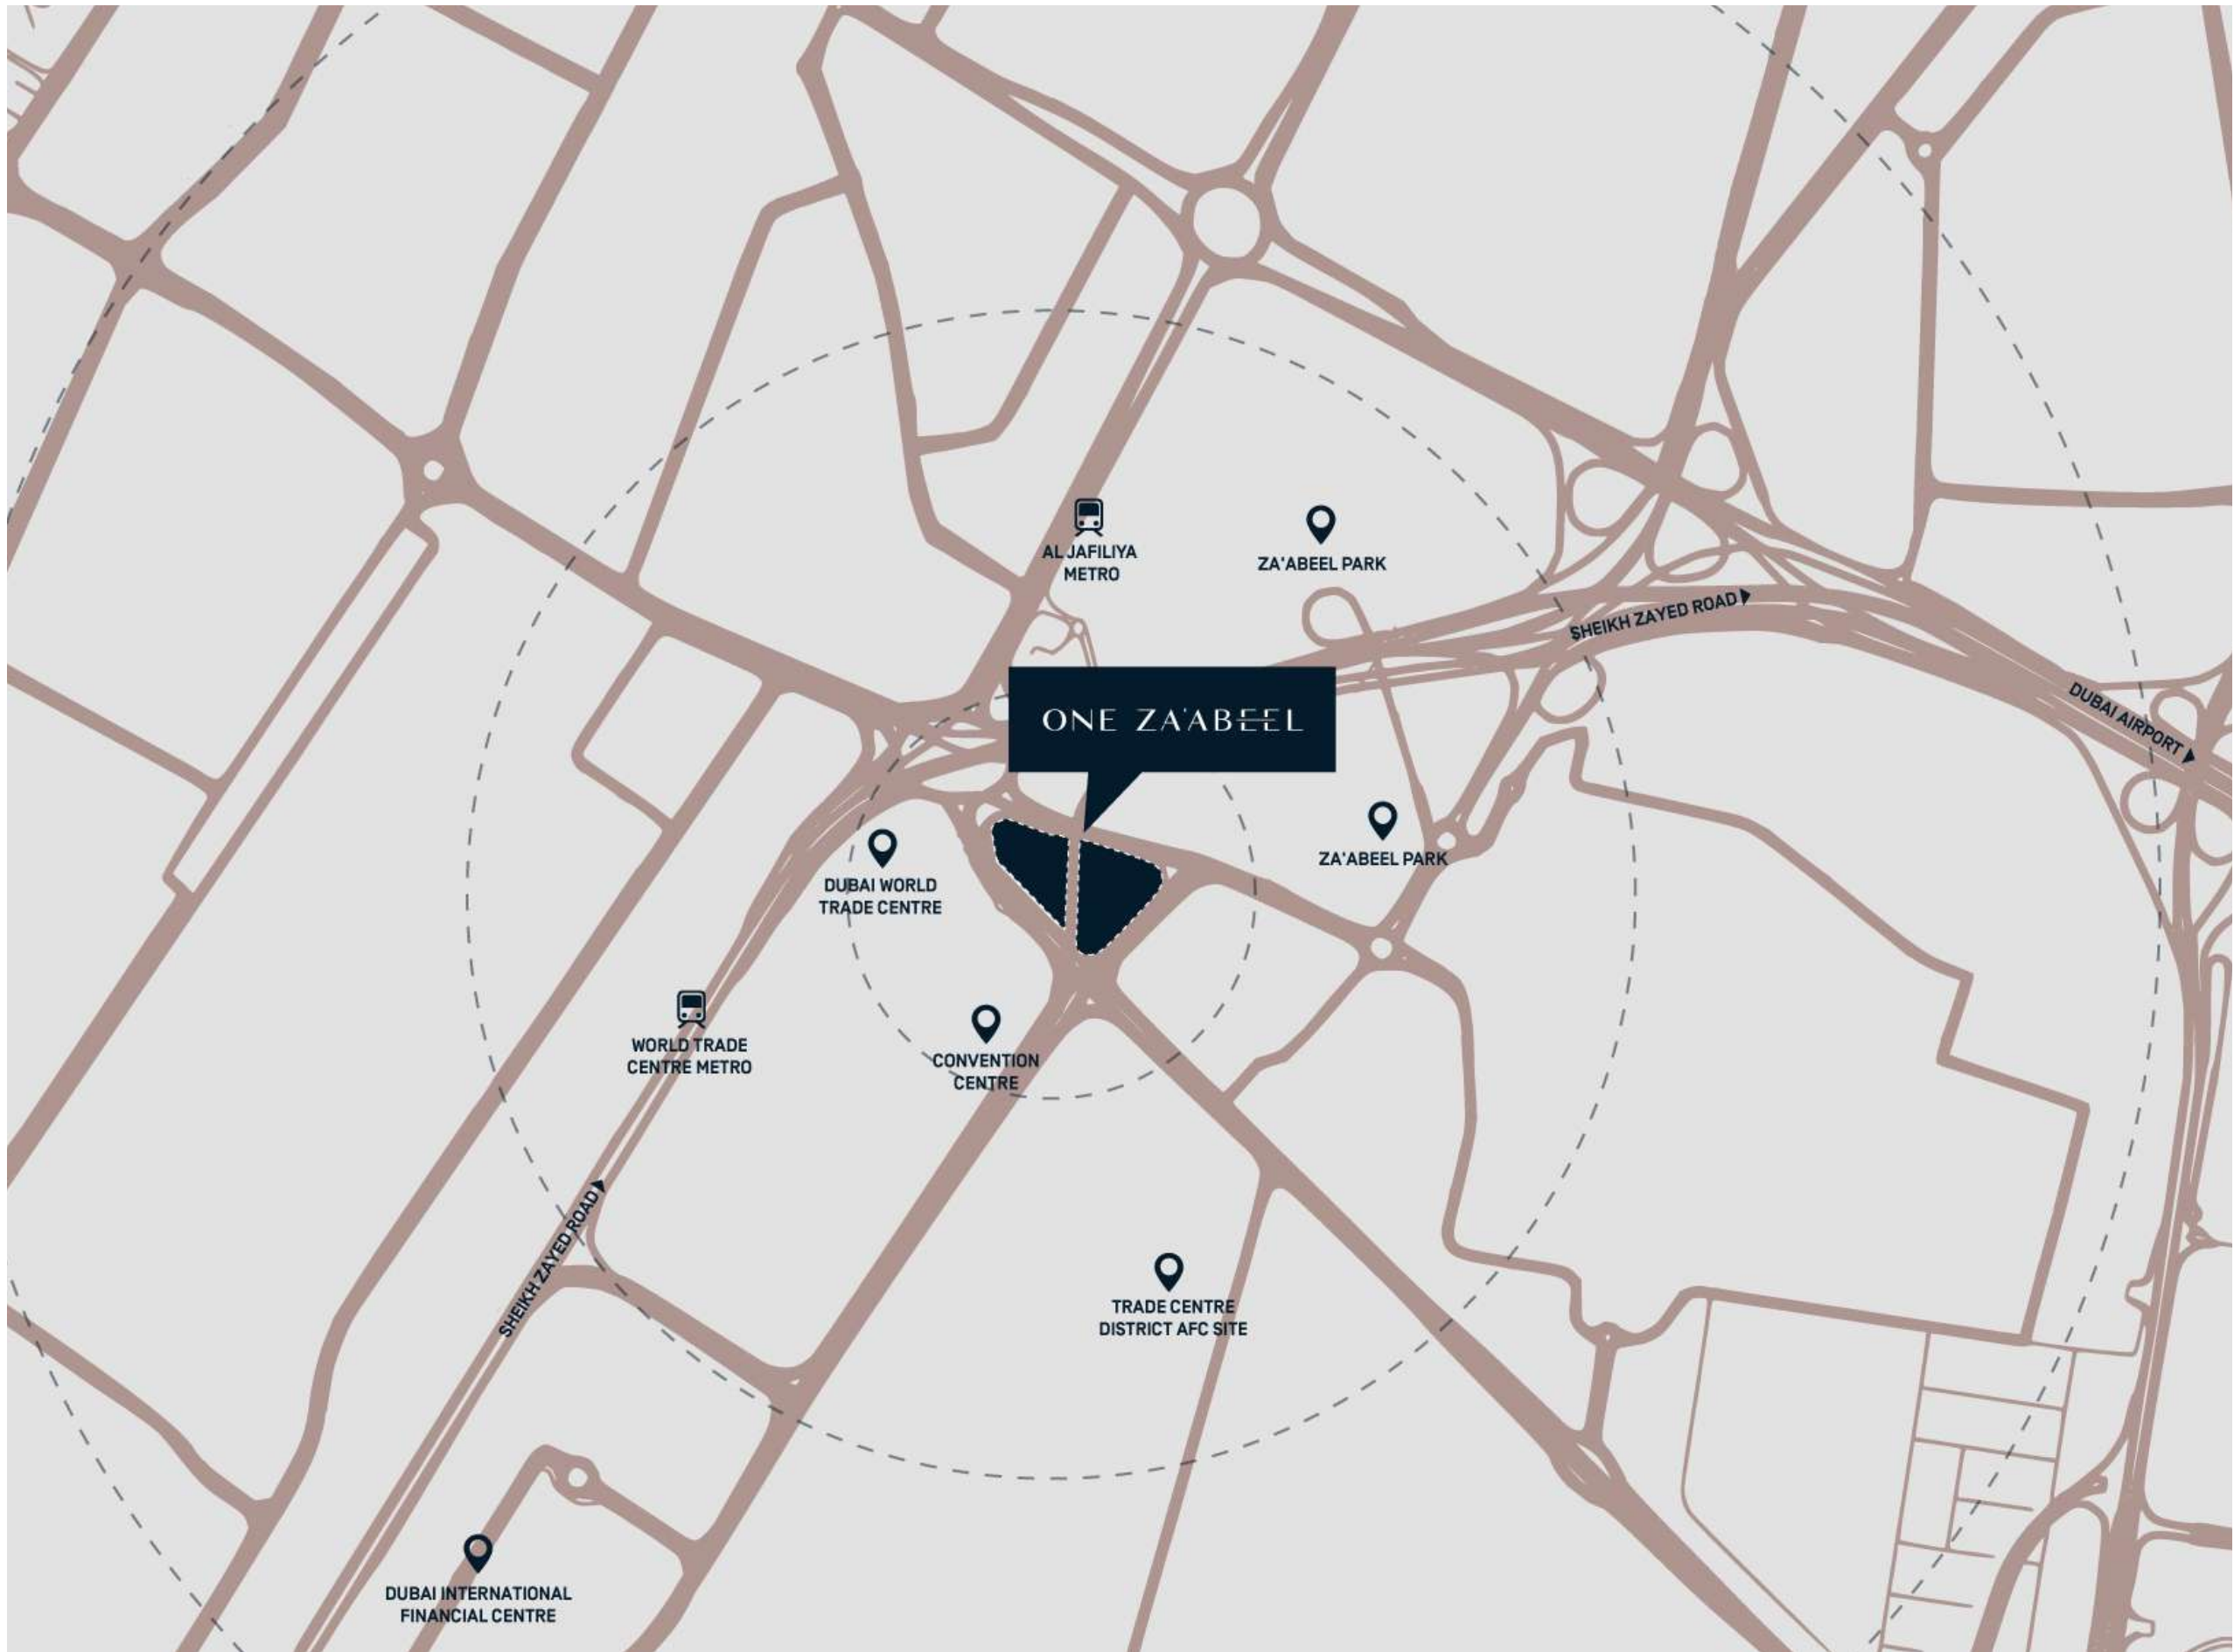 AL JAFILIYA
METRO
ZA'ABEEL PARK
SHEIKH ZAYED ROAD
DUBAI AIRPORT
ONE ZA'ABEEL
ZA'ABEEL PARK
DUBAI WORLD
TRADE CENTRE
WORLD TRADE
CENTRE METRO
CONVENTION
CENTRE
SHEIKH ZAYED ROAD
TRADE CENTRE
DISTRICT AFC SITE
DUBAI INTERNATIONAL
FINANCIAL CENTRE